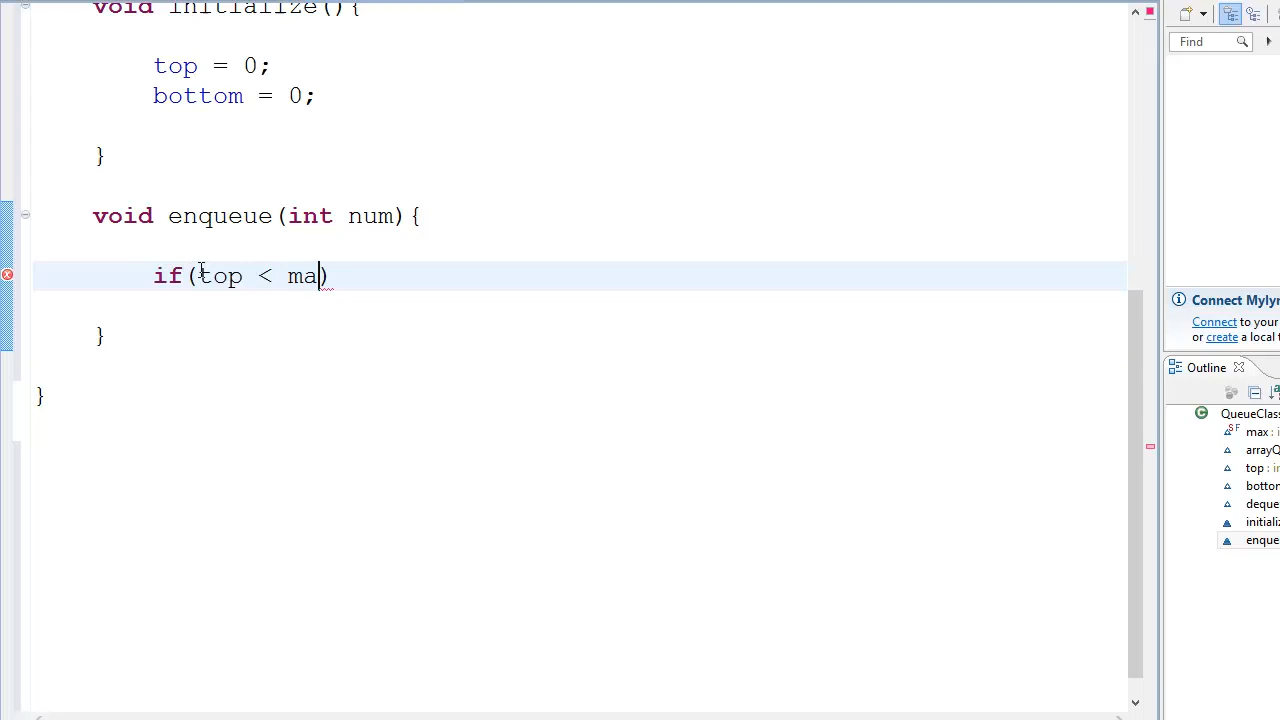 void initialize(){
top = 0;
bottom = 0;
}
void enqueue(int num){
if(top < ma)
}
}
Find
Connect Mylyn
Connect to your
or create a local
Outline
QueueClass
max : i
arrayQ
top : in
bottom
deque
initializ
enque